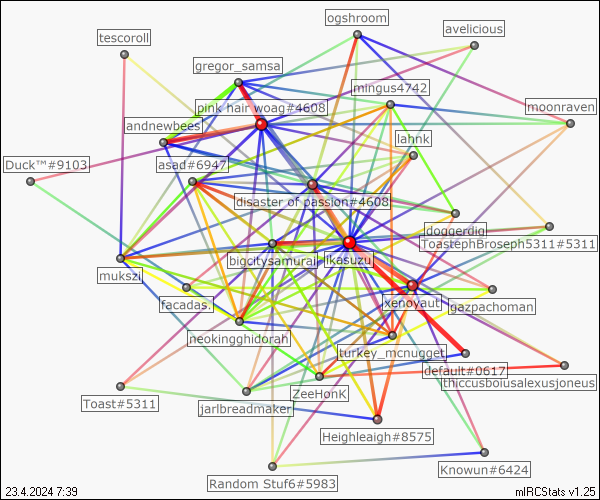 ogshroom
avelicious
tescoroll
gregor_samsa
mingus4742
pink hair woag#4608
moonraven
andnewbees
lahnk
Duck™#9103
asad#6947
disaster of passion#4608
doggerdig
ToastephBroseph5311#5311
bigcitysamurai
ikasuzu
mukszi
xenoyaut
gazpachoman
facadas.
neokingghidorah
turkey_mcnugget
default#0617
thiccusboiusalexusjoneus
ZeeHonK
Toast#5311
jarlbreadmaker
Heighleaigh#8575
Knowun#6424
Random Stuf6#5983
23.4.2024 7:39
mIRCStats v1.25